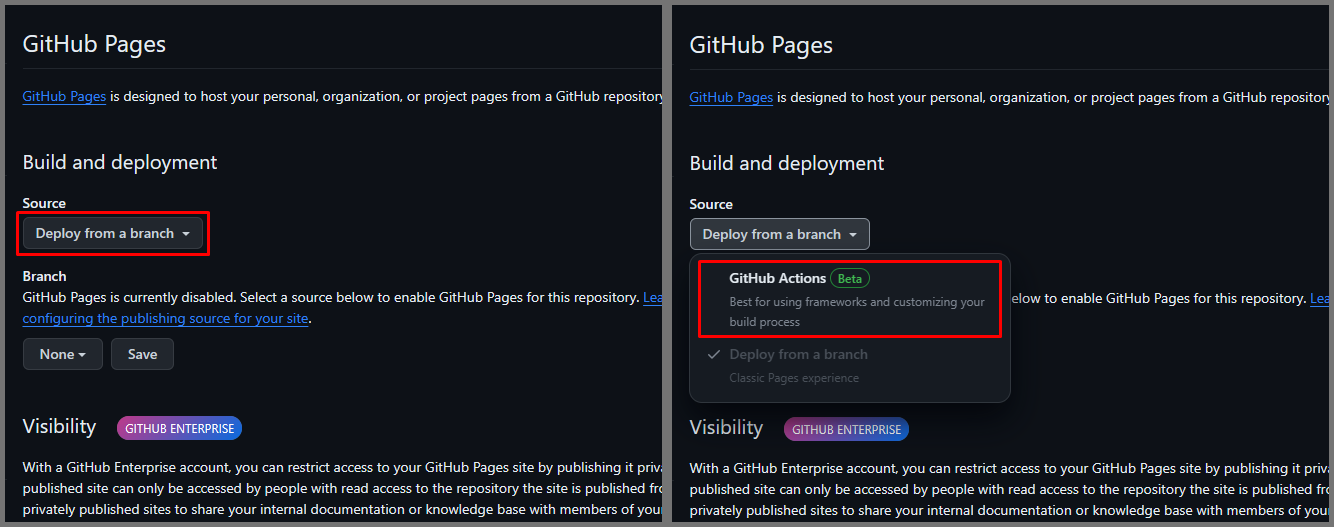 GitHub Pages
GitHub Pages is designed to host your personal, organization, or project pages from a GitHub repository
Build and deployment
Source
Deploy from a branch
Branch
GitHub Pages is currently disabled. Select a source below to enable GitHub Pages for this repository. Lea
configuring the publishing source for your site.
None
Save
Visibility
GITHUB ENTERPRISE
With a GitHub Enterprise account, you can restrict access to your GitHub Pages site by publishing it priva
published site can only be accessed by people with read access to the repository the site is published fro
privately published sites to share your internal documentation or knowledge base with members of your
GitHub Pages
GitHub Pages is designed to host your personal, organization, or project pages from a GitHub repository
Build and deployment
Source
Deploy from a branch
GitHub Actions Beta
Best for using frameworks and customizing your
build process
Deploy from a branch
Classic Pages experience
elow to enable GitHub Pages for this repository. Lea
Visibility
GITHUB ENTERPRISE
With a GitHub Enterprise account, you can restrict access to your GitHub Pages site by publishing it priva
published site can only be accessed by people with read access to the repository the site is published fro
privately published sites to share your internal documentation or knowledge base with members of your